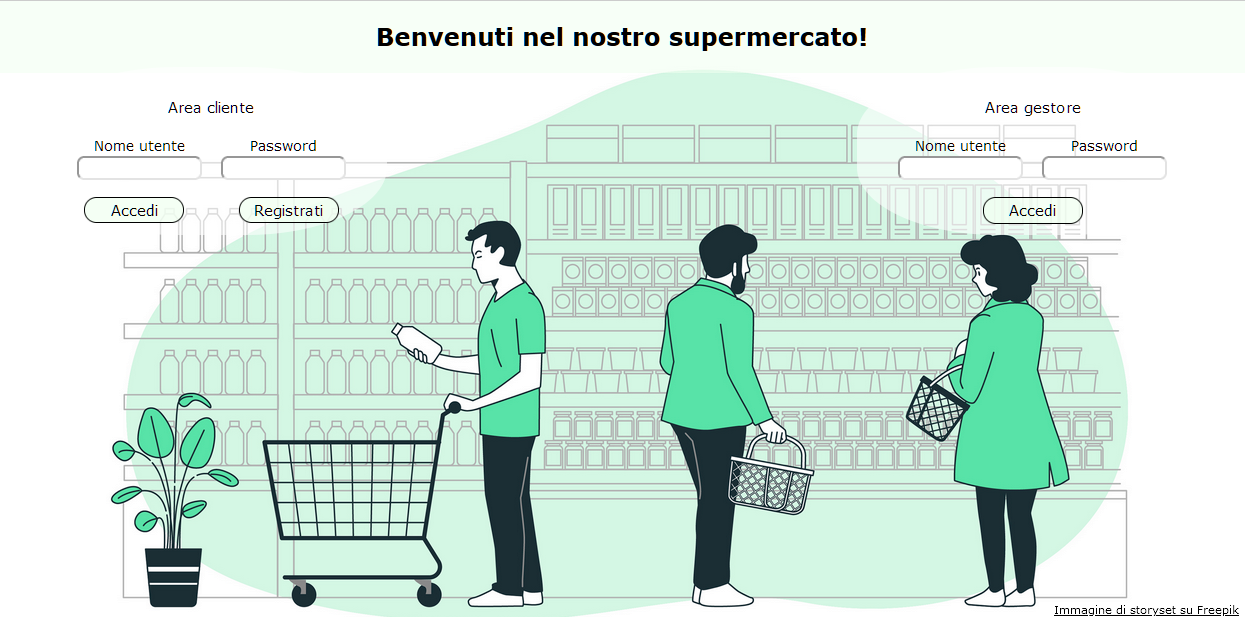 Benvenuti nel nostro supermercato!
Area cliente
Nome utente Password
Accedi Registrati
Area gestore
Nome utente Password
Accedi
Immagine di storyset su Freepik